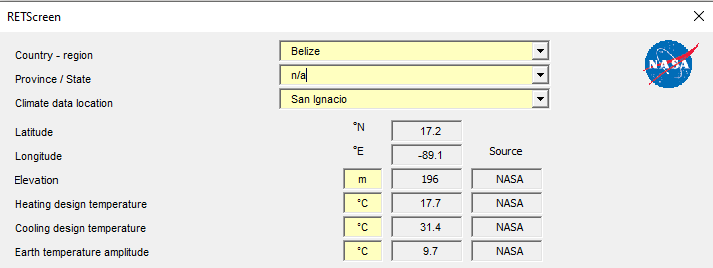 RETScreen
Country - region Belize
Province / State n/a
NASA
Climate data location San Ignacio
Latitude °N 17.2
Longitude °E -89.1 Source
Elevation m 196 NASA
Heating design temperature °C 17.7 NASA
Cooling design temperature °C 31.4 NASA
Earth temperature amplitude °C 9.7 NASA